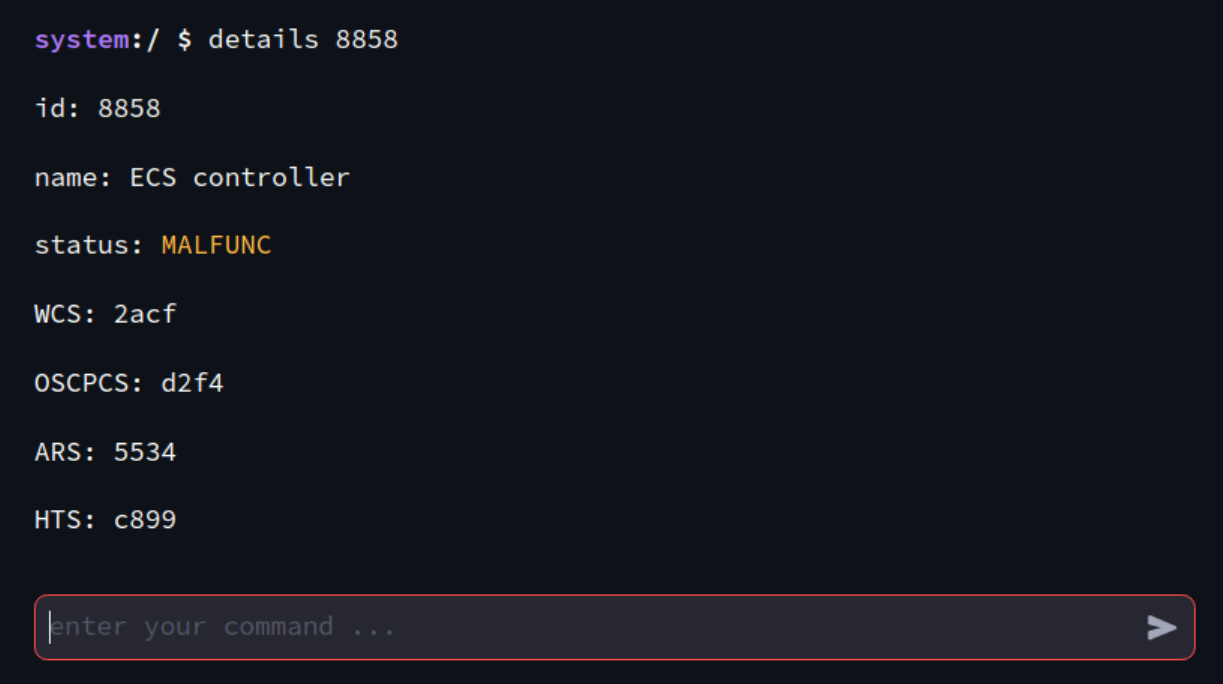 system:/ $ details 8858
id: 8858
name: ECS controller
status: MALFUNC
WCS: 2acf
OSCPCS: d2f4
ARS: 5534
HTS: c899
enter your command ...